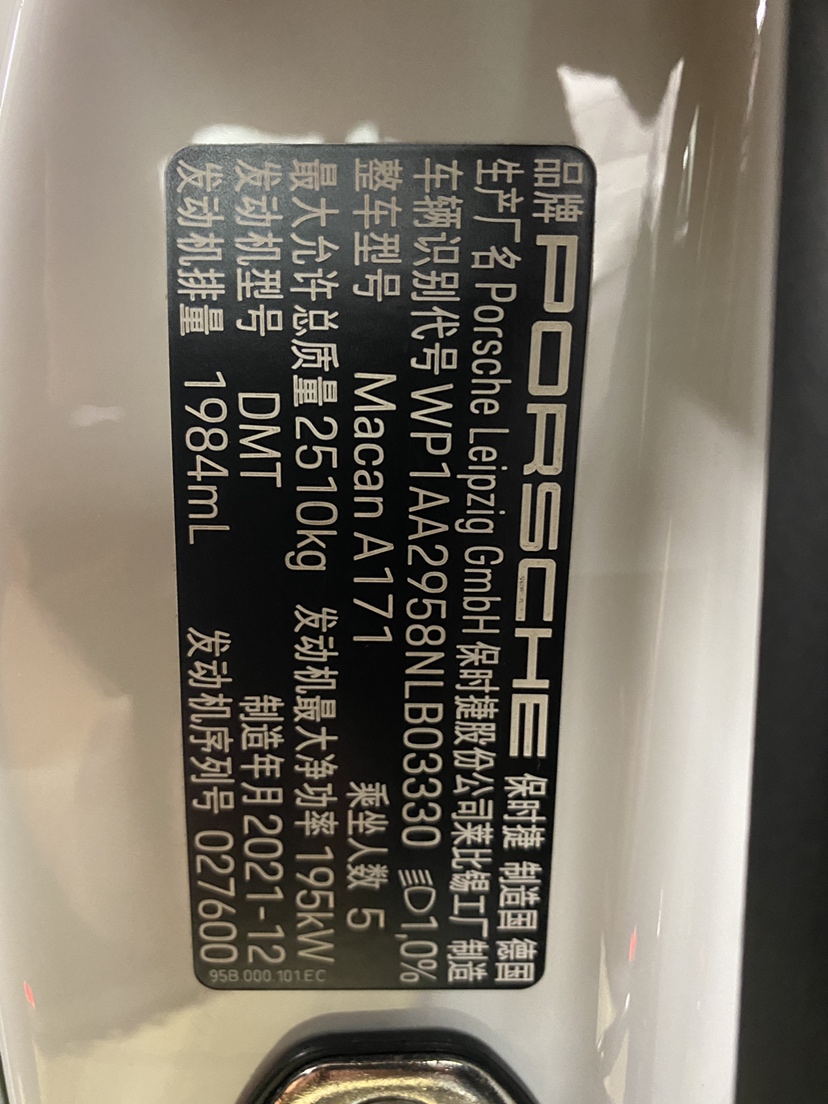 品牌 PORSCHE 保时捷 制造国 德国
生产厂名 Porsche Leipzig GmbH 保时捷股份公司莱比锡工厂制造
车辆识别代号 WP1AA2958NLB03330 1,0%
整车型号 Macan A171 乘坐人数 5
最大允许总质量 2510kg 发动机最大净功率 195kW
发动机型号 DMT 制造年月 2021-12
发动机排量 1984mL 发动机序列号 027600
95B.000.101.EC